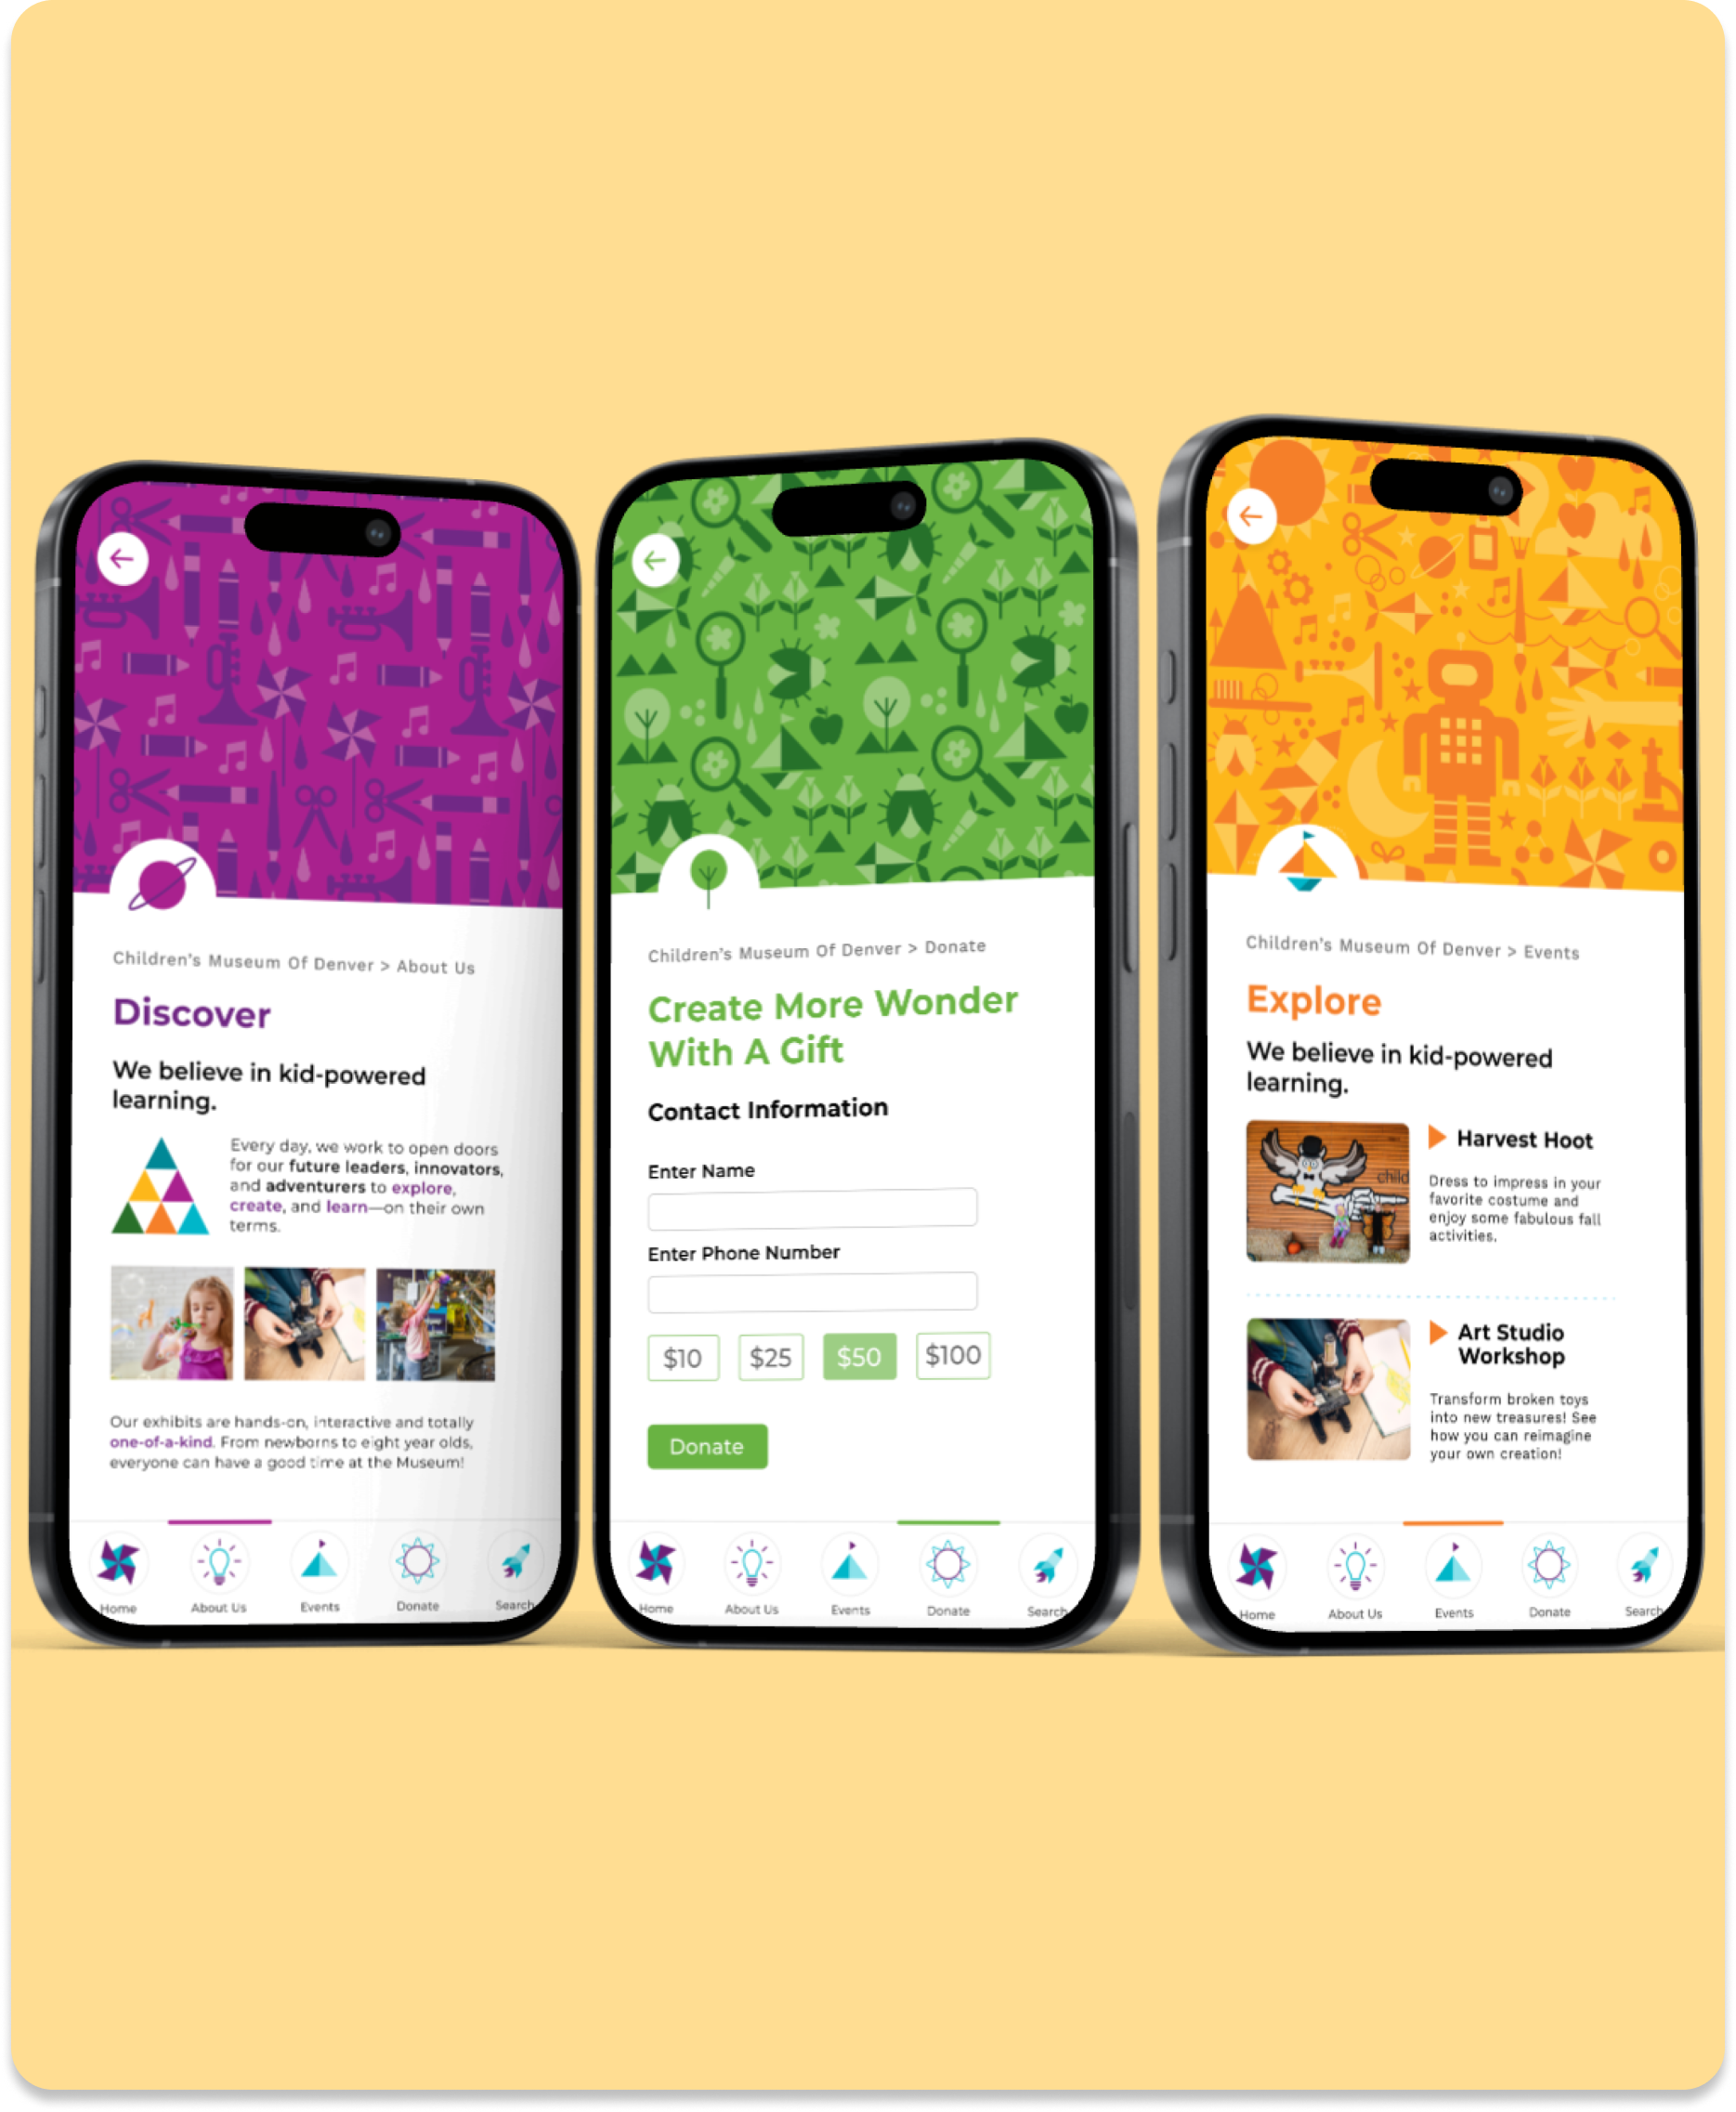 Children's Museum Of Denver > About Us
Discover
We believe in kid-powered
learning.
Every day, we work to open doors
for our future leaders, innovators,
and adventurers to explore,
create, and learn—on their own
terms.
Our exhibits are hands-on, interactive and totally
one-of-a-kind. From newborns to eight year olds,
everyone can have a good time at the Museum!
Home
About Us
Events
Donate
Search
Children's Museum Of Denver > Donate
Create More Wonder
With A Gift
Contact Information
Enter Name
Enter Phone Number
$10
$25
$50
$100
Donate
Home
About Us
Events
Donate
Search
Children's Museum Of Denver > Events
Explore
We believe in kid-powered
learning.
child
Harvest Hoot
Dress to impress in your
favorite costume and
enjoy some fabulous fall
activities.
Art Studio
Workshop
Transform broken toys
into new treasures! See
how you can reimagine
your own creation!
Home
About Us
Events
Donate
Search